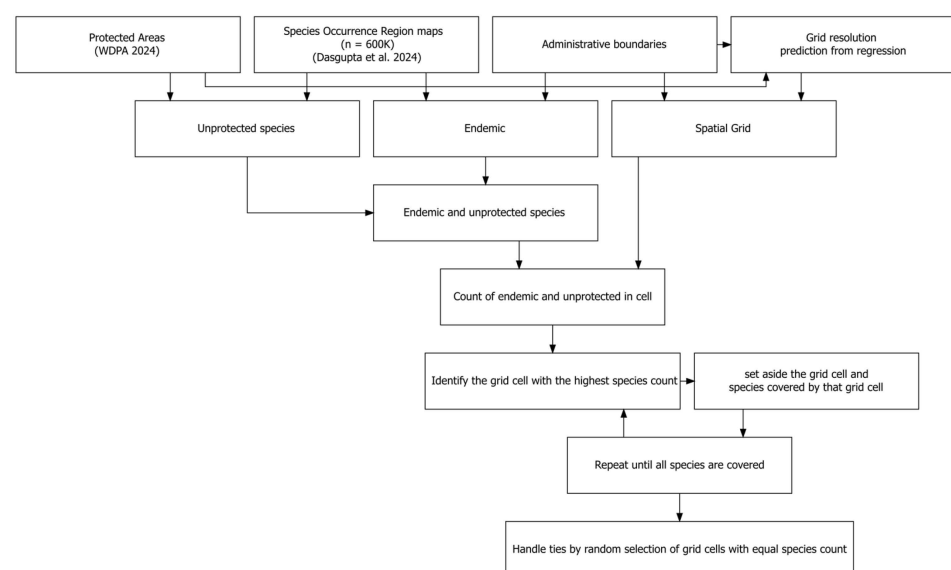 Protected Areas
(WDPA 2024)
Species Occurrence Region maps
(n = 600K)
(Dasgupta et al. 2024)
Administrative boundaries
Grid resolution
prediction from regression
Unprotected species
Endemic
Spatial Grid
Endemic and unprotected species
Count of endemic and unprotected in cell
Identify the grid cell with the highest species count
set aside the grid cell and
species covered by that grid cell
Repeat until all species are covered
Handle ties by random selection of grid cells with equal species count